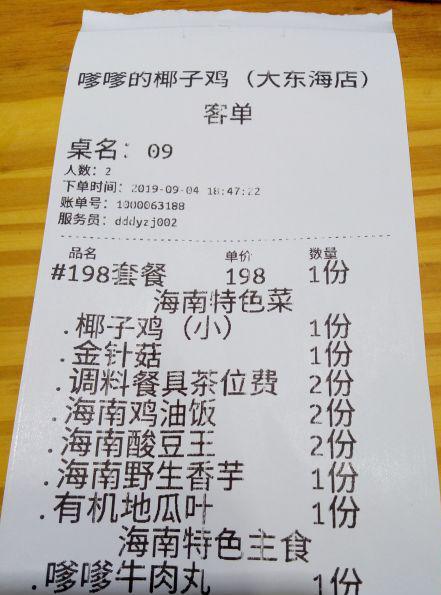 嗲嗲的椰子鸡（大东海店）
客单
桌名：09
人数：2
下单时间：2019-09-04 18:47:22
账单号：1000063188
服务员：dddyzj002
品名 单价 数量
#198套餐 198 1份
海南特色菜
.椰子鸡（小） 1份
.金针菇 1份
.调料餐具茶位费 2份
.海南鸡油饭 2份
.海南酸豆王 2份
.海南野生香芋 1份
.有机地瓜叶 1份
海南特色主食
.嗲嗲牛肉丸 1份